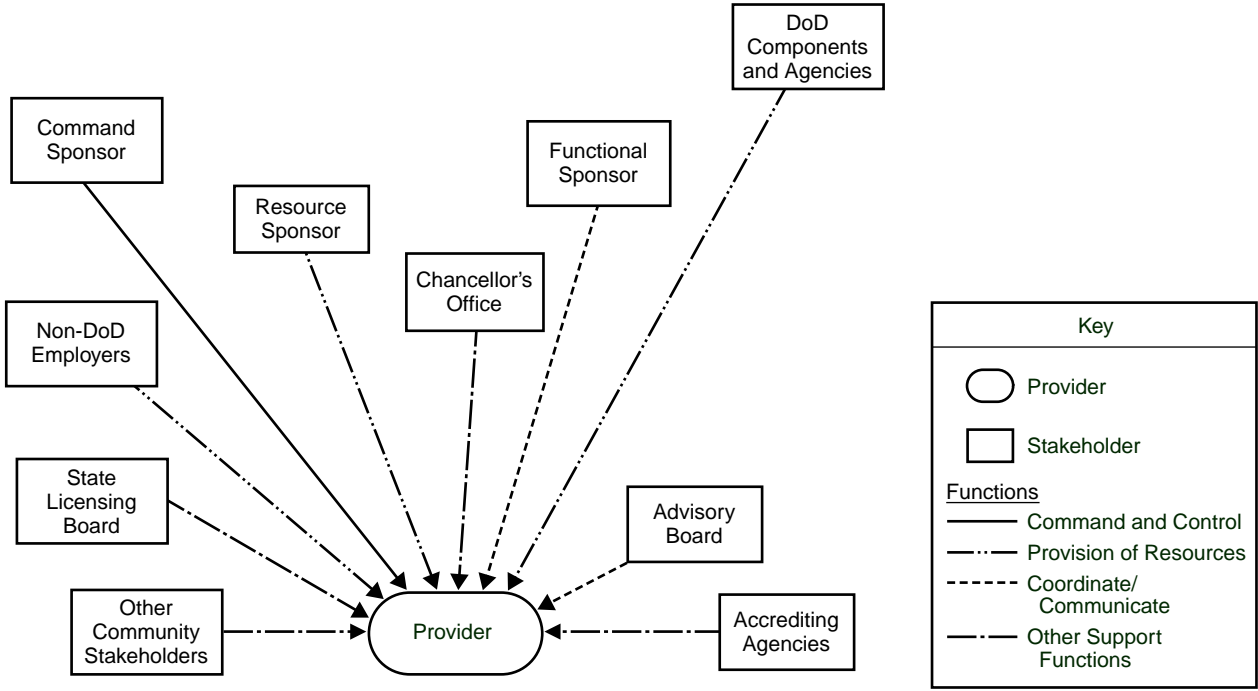 DoD
Components
and Agencies
Command
Sponsor
Functional
Sponsor
Resource
Sponsor
Chancellor’s
Office
Non-DoD
Employers
State
Licensing
Board
Advisory
Board
Other
Community
Stakeholders
Provider
Accrediting
Agencies
Key
Provider
Stakeholder
Functions
Command and Control
Provision of Resources
Coordinate/
Communicate
Other Support
Functions